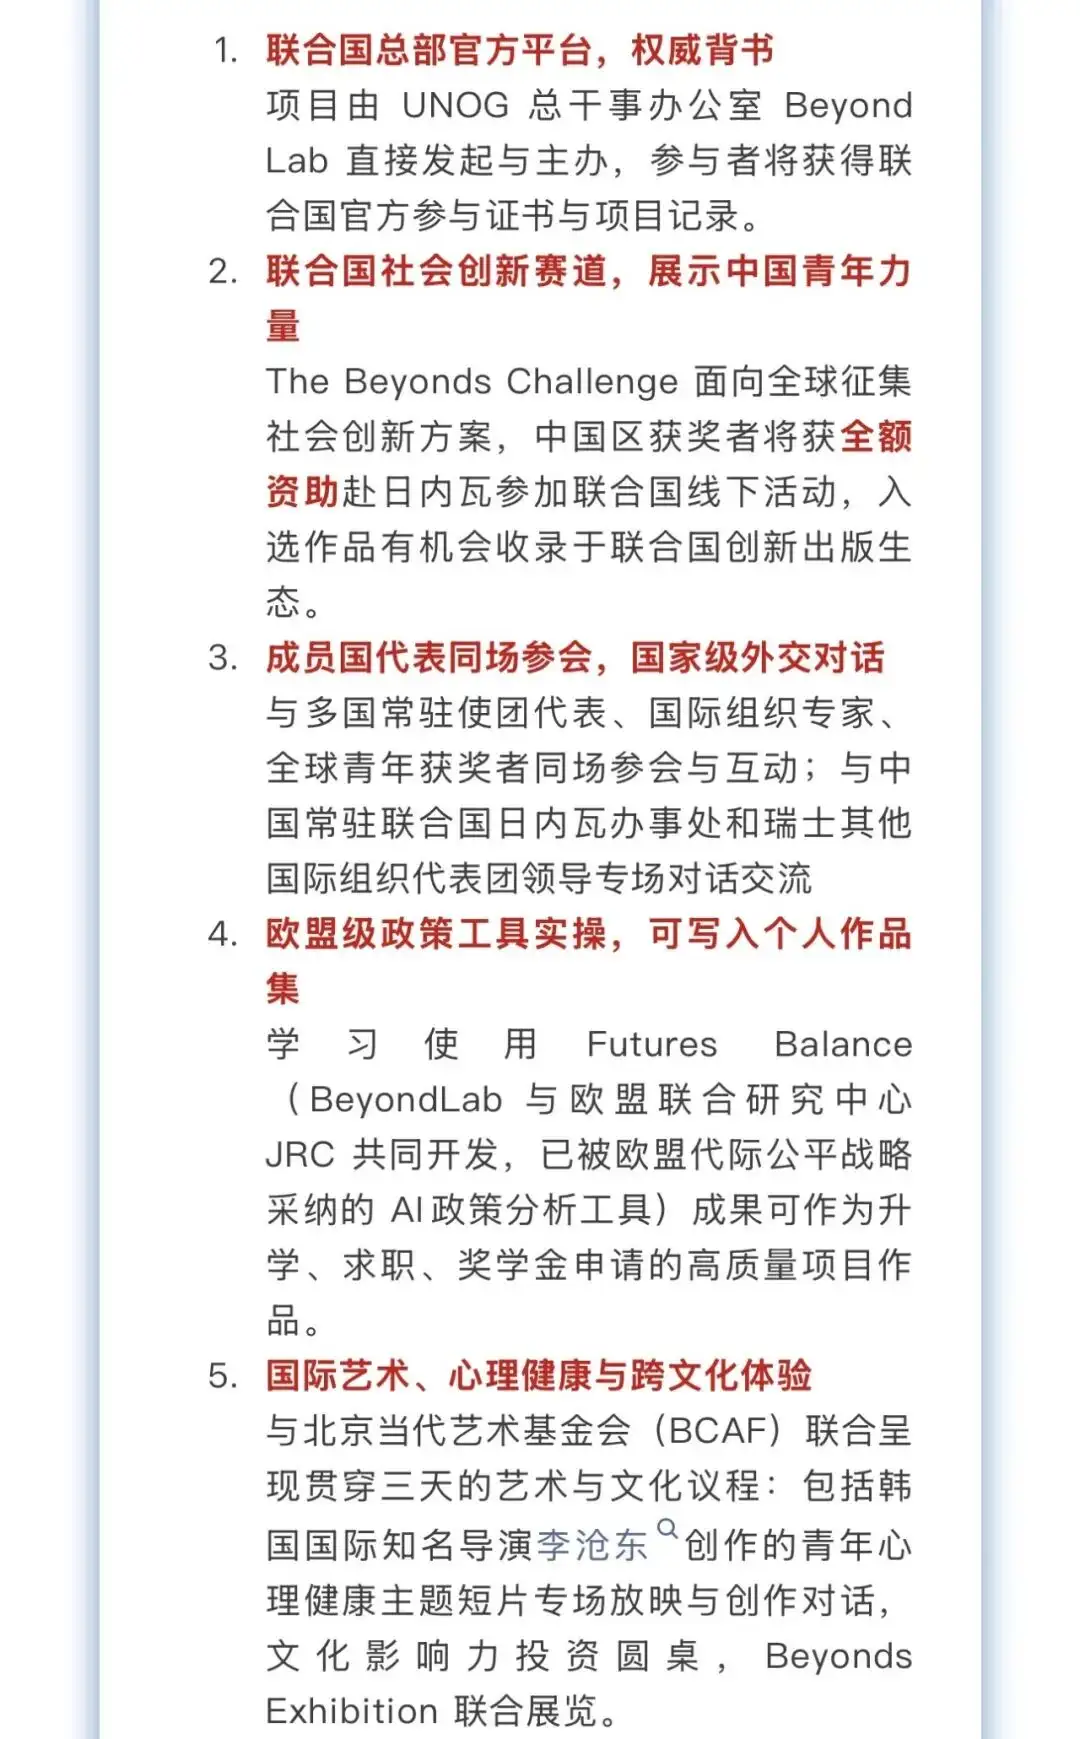 1. 联合国总部官方平台，权威背书
项目由 UNOG 总干事办公室 Beyond
Lab 直接发起与主办，参与者将获得联
合国官方参与证书与项目记录。
2. 联合国社会创新赛道，展示中国青年力
量
The Beyonds Challenge 面向全球征集
社会创新方案，中国区获奖者将获全额
资助赴日内瓦参加联合国线下活动，入
选作品有机会收录于联合国创新出版生
态。
3. 成员国代表同场参会，国家级外交对话
与多国常驻使团代表、国际组织专家、
全球青年获奖者同场参会与互动；与中
国常驻联合国日内瓦办事处和瑞士其他
国际组织代表团领导专场对话交流
4. 欧盟级政策工具实操，可写入个人作品
集
学习使用 Futures Balance
（BeyondLab 与欧盟联合研究中心
JRC 共同开发，已被欧盟代际公平战略
采纳的 AI政策分析工具）成果可作为升
学、求职、奖学金申请的高质量项目作
品。
5. 国际艺术、心理健康与跨文化体验
与北京当代艺术基金会（BCAF）联合呈
现贯穿三天的艺术与文化议程：包括韩
国国际知名导演李沧东创作的青年心
理健康主题短片专场放映与创作对话，
文化影响力投资圆桌，Beyonds
Exhibition 联合展览。